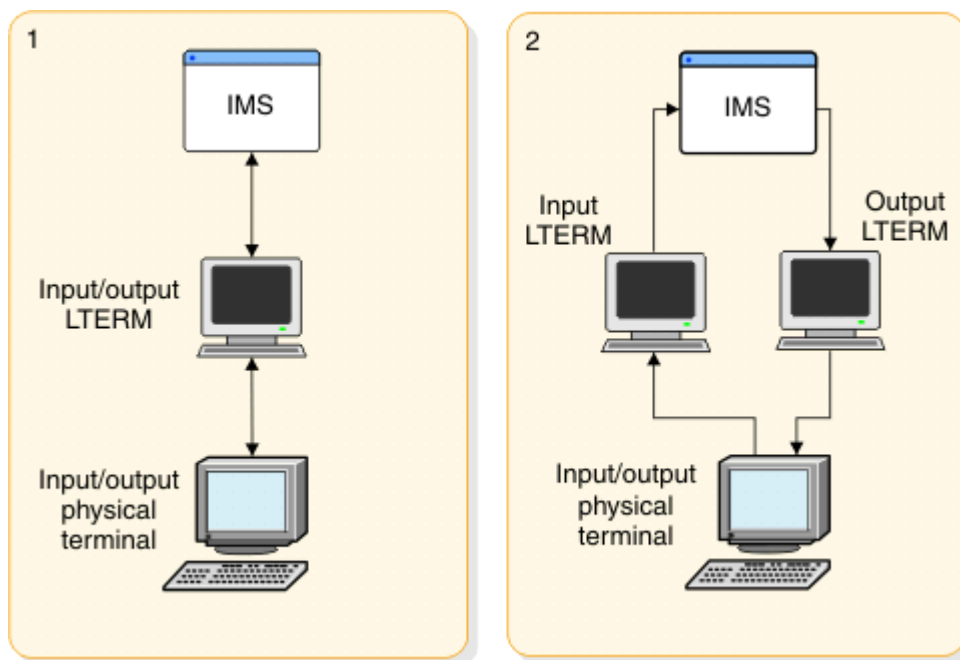 1
IMS
Input/output
LTERM
Input/output
physical
terminal
2
IMS
Input
LTERM
Output
LTERM
Input/output
physical
terminal